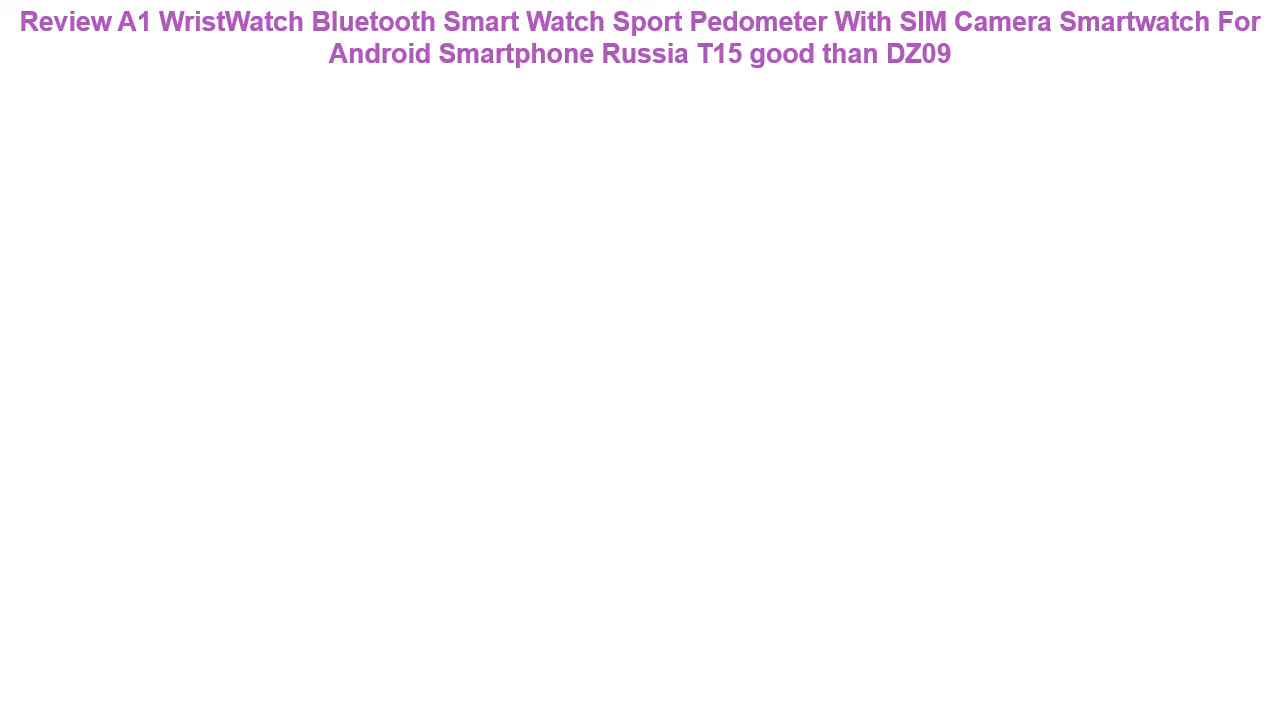 Review A1 WristWatch Bluetooth Smart Watch Sport Pedometer With SIM Camera Smartwatch For
Android Smartphone Russia T15 good than DZ09